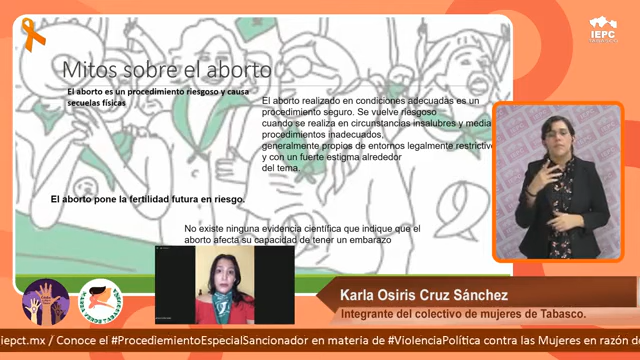 IEPC
Mitos sobre el aborto
El aborto es un procedimiento riesgoso y causa
secuelas físicas
El aborto realizado en condiciones adecuadas es un
procedimiento seguro. Se vuelve riesgoso
cuando se realiza en circunstancias insalubres y media
procedimientos inadecuados,
generalmente propios de entornos legalmente restrictiv
y con un fuerte estigma alrededor
del tema.
El aborto pone la fertilidad futura en riesgo.
No existe ninguna evidencia científica que indique que el
aborto afecta su capacidad de tener un embarazo
Karla Osiris Cruz Sánchez
Integrante del colectivo de mujeres de Tabasco.
iepct.mx / Conoce el #ProcediemientoEspecialSancionador en materia de #ViolenciaPolítica contra las Mujeres en razón de